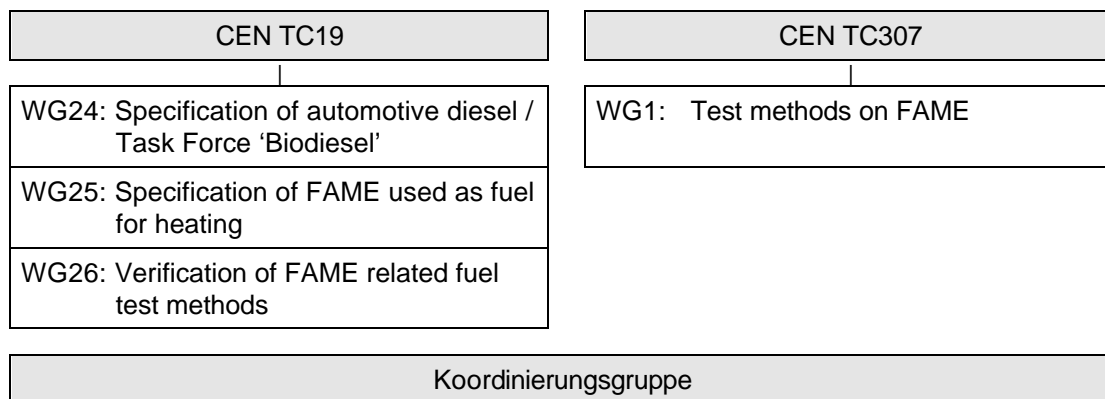 CEN TC19
WG24: Specification of automotive diesel /
Task Force ‘Biodiesel’
WG25: Specification of FAME used as fuel
for heating
WG26: Verification of FAME related fuel
test methods
CEN TC307
WG1: Test methods on FAME
Koordinierungsgruppe